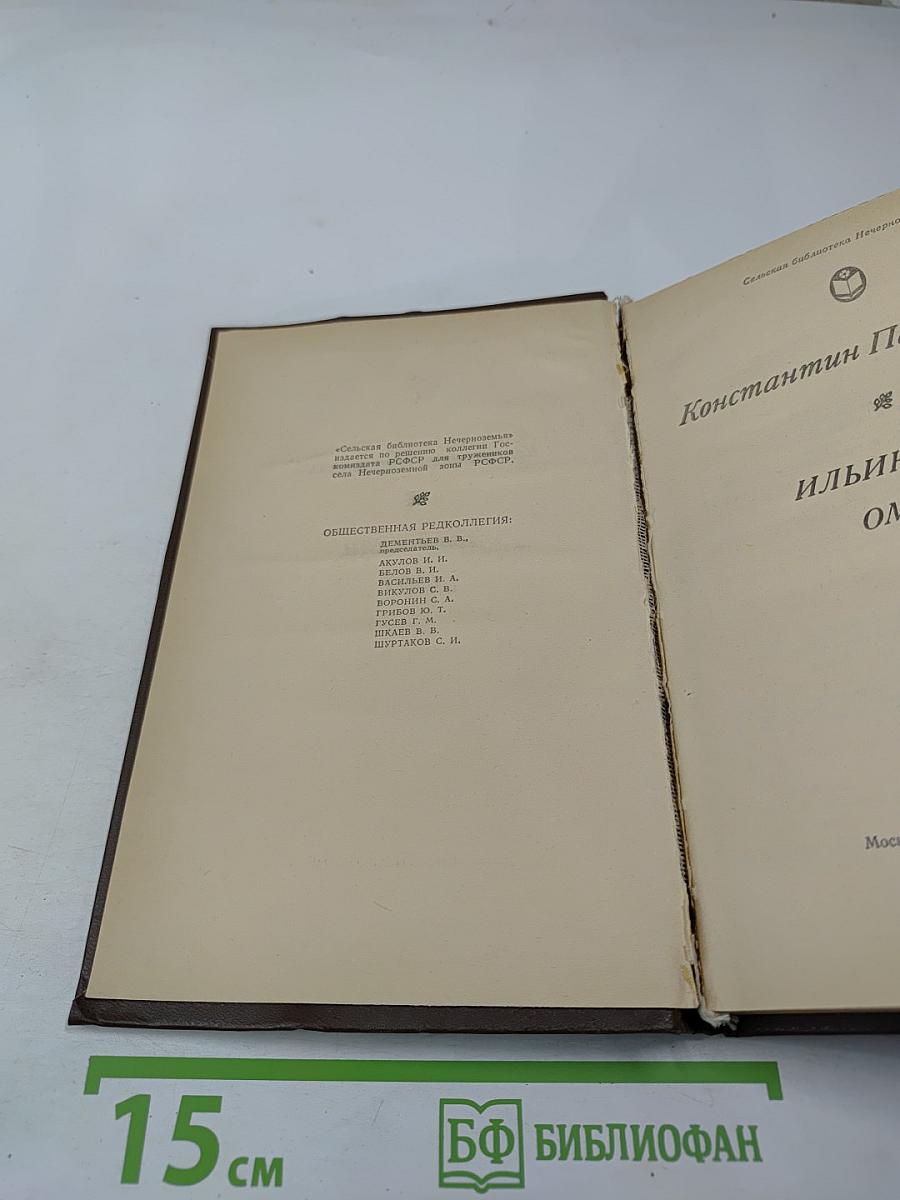 «Сельская библиотека Нечерноземья»
издается по решению коллегии Гос-
комиздата РСФСР для тружеников
села Нечерноземной зоны РСФСР.
ОБЩЕСТВЕННАЯ РЕДКОЛЛЕГИЯ:
ДЕМЕНТЬЕВ В. В.,
председатель,
АКУЛОВ И. И.
БЕЛОВ В. И.
ВАСИЛЬЕВ И. А.
ВИКУЛОВ С. В.
ВОРОНИН С. А.
ГРИБОВ Ю. Т.
ГУСЕВ Г. М.
ШКАЕВ В. В.
ШУРТАКОВ С. И.
Сельская библиотека Нечерно
Константин Па
ИЛЬИН
ОМ
Моск
15 см
БФ БИБЛИОФАН